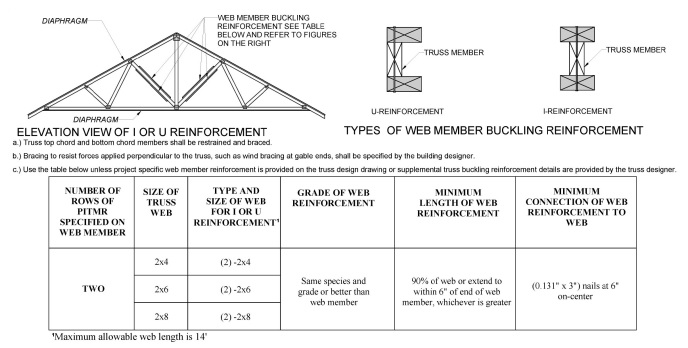 DIAPHRAGM
WEB MEMBER BUCKLING
REINFORCEMENT SEE TABLE
BELOW AND REFER TO FIGURES
ON THE RIGHT
DIAPHRAGM
ELEVATION VIEW OF I OR U REINFORCEMENT
TRUSS MEMBER
TRUSS MEMBER
U-REINFORCEMENT
I-REINFORCEMENT
TYPES OF WEB MEMBER BUCKLING REINFORCEMENT
a.) Truss top chord and bottom chord members shall be restrained and braced.
b.) Bracing to resist forces applied perpendicular to the truss, such as wind bracing at gable ends, shall be specified by the building designer.
c.) Use the table below unless project specific web member reinforcement is provided on the truss design drawing or supplemental truss buckling reinforcement details are provided by the truss designer.
NUMBER OF
ROWS OF
PITMR
SPECIFIED ON
WEB MEMBER
SIZE OF
TRUSS
WEB
TYPE AND
SIZE OF WEB
FOR I OR U
REINFORCEMENT¹
GRADE OF WEB
REINFORCEMENT
MINIMUM
LENGTH OF WEB
REINFORCEMENT
MINIMUM
CONNECTION OF WEB
REINFORCEMENT TO
WEB
TWO
2x4
(2) -2x4
2x6
(2) -2x6
2x8
(2) -2x8
Same species and
grade or better than
web member
90% of web or extend to
within 6" of end of web
member, whichever is greater
(0.131" x 3") nails at 6"
on-center
¹Maximum allowable web length is 14'